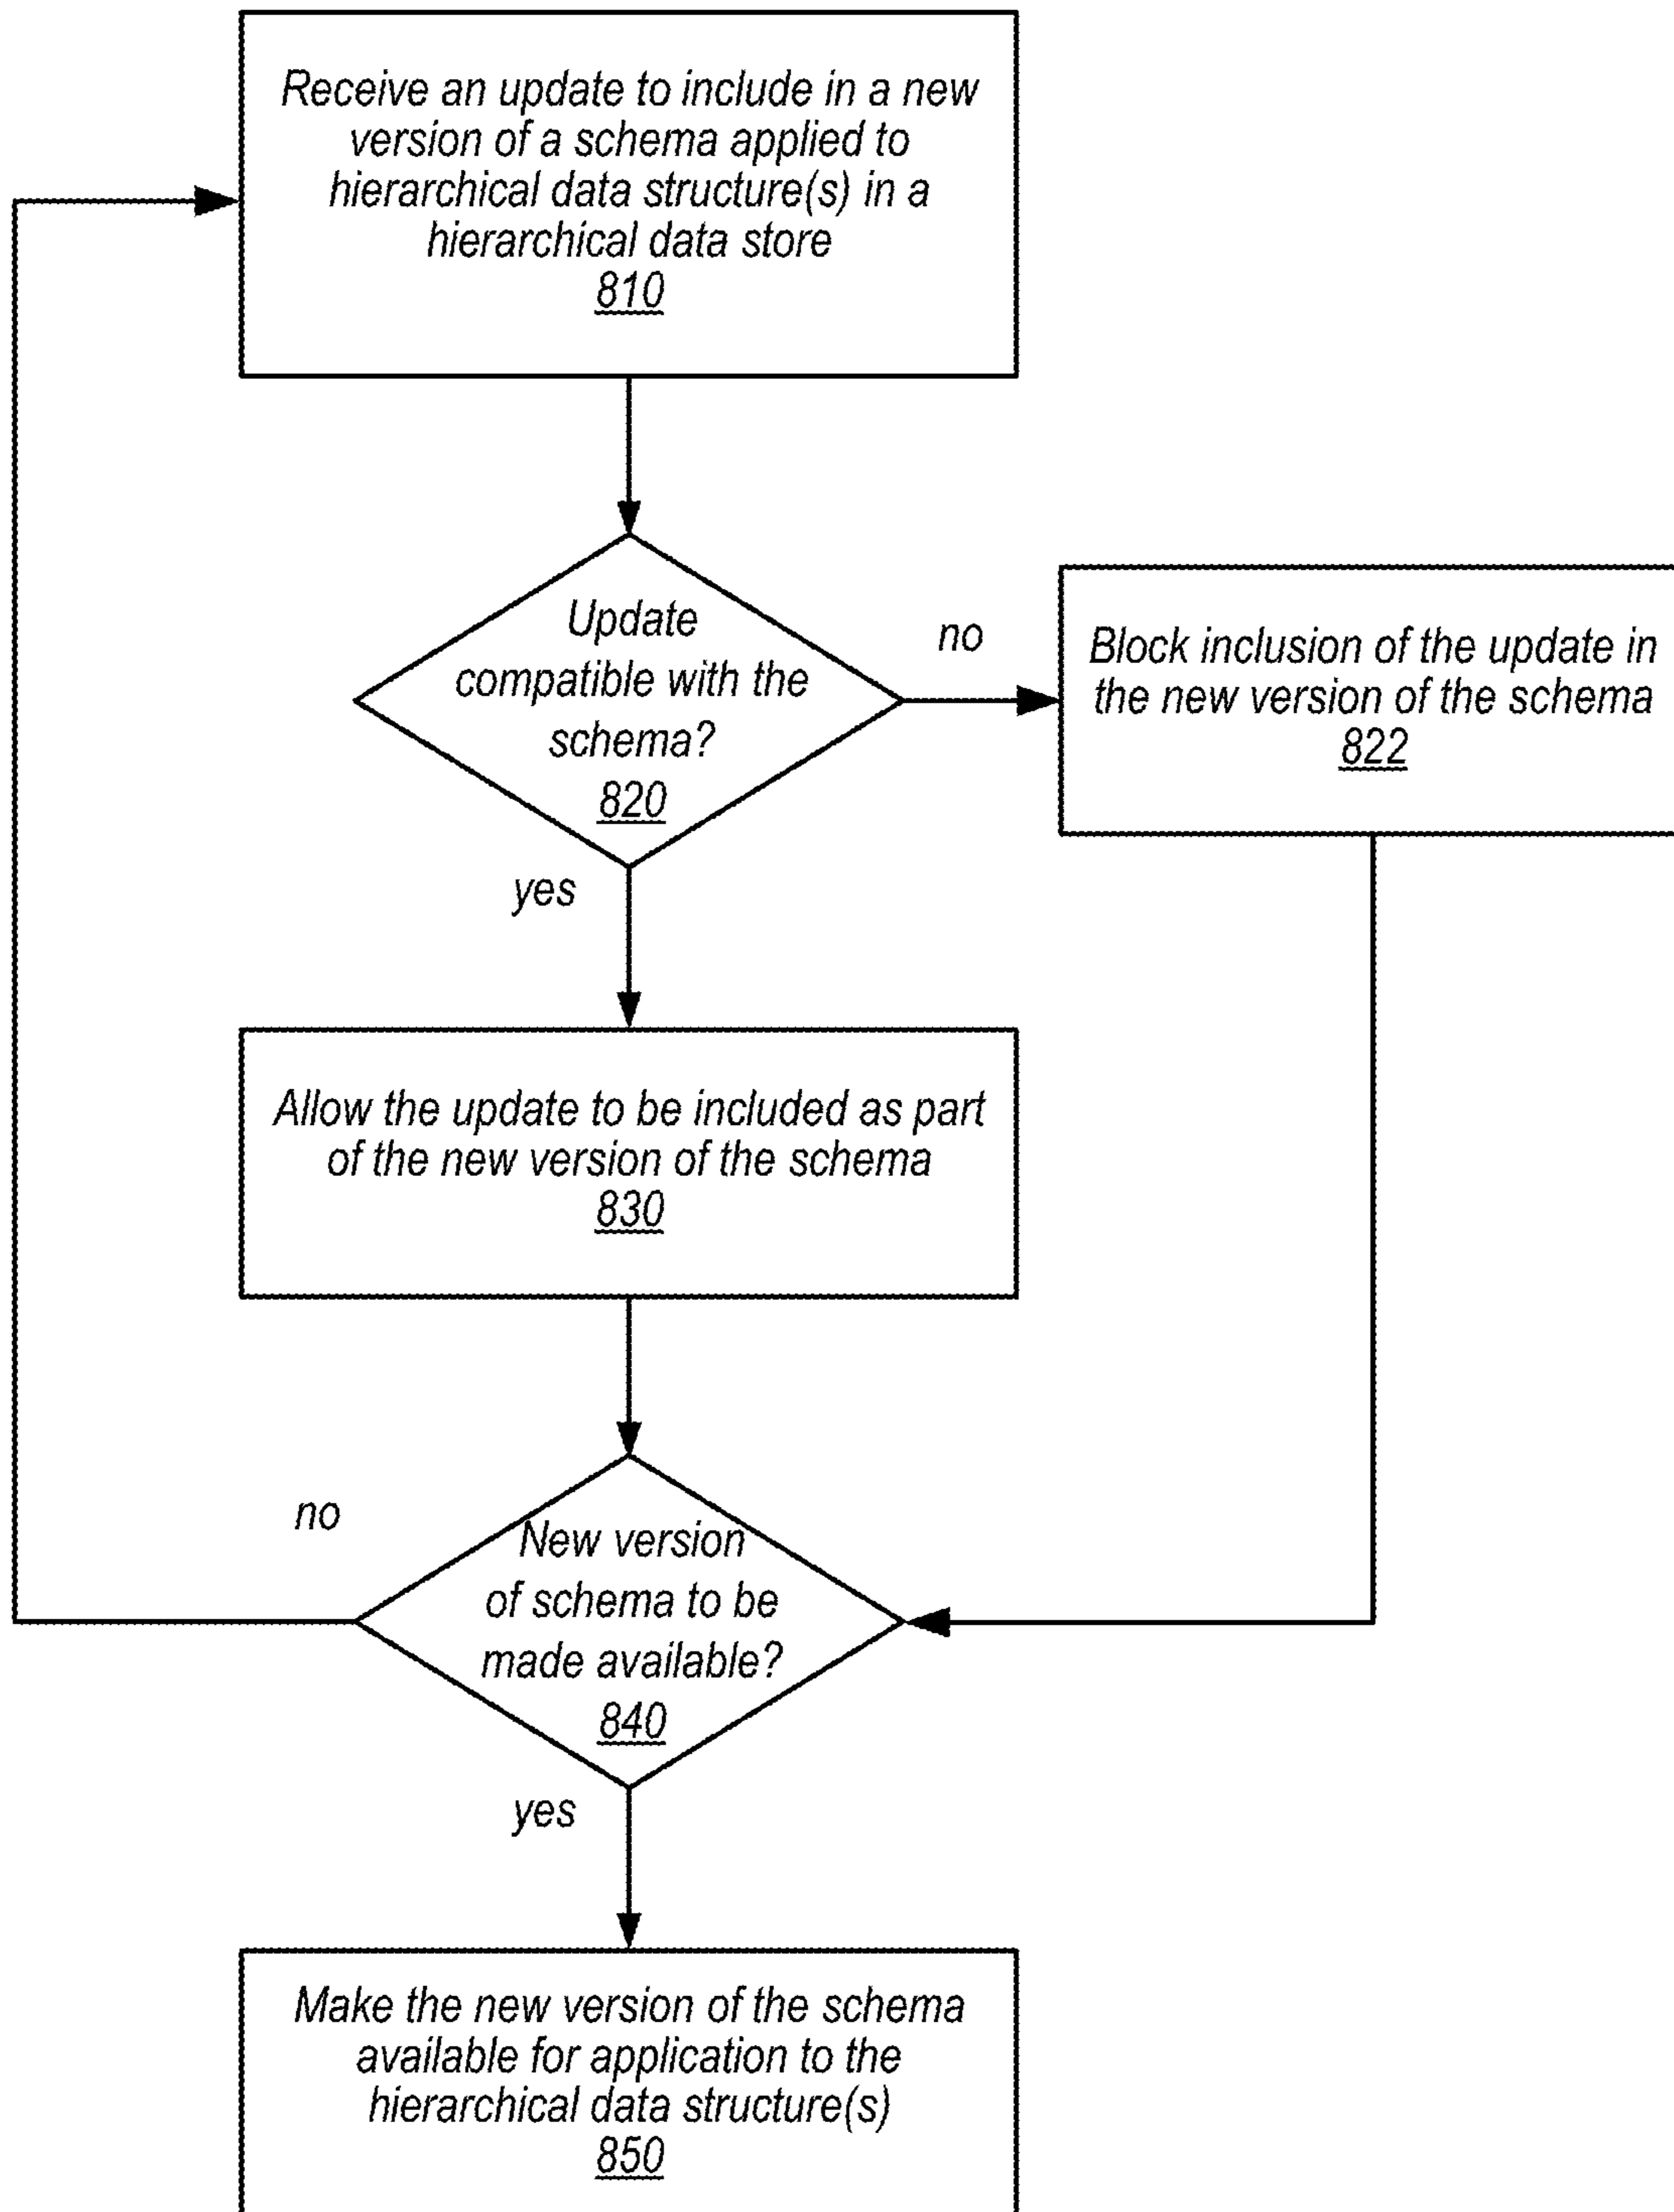 Receive an update to include in a new
version of a schema applied to
hierarchical data structure(s) in a
hierarchical data store
810
Update
compatible with the
schema?
820
no
Block inclusion of the update in
the new version of the schema
822
yes
Allow the update to be included as part
of the new version of the schema
830
no
New version
of schema to be
made available?
840
yes
Make the new version of the schema
available for application to the
hierarchical data structure(s)
850